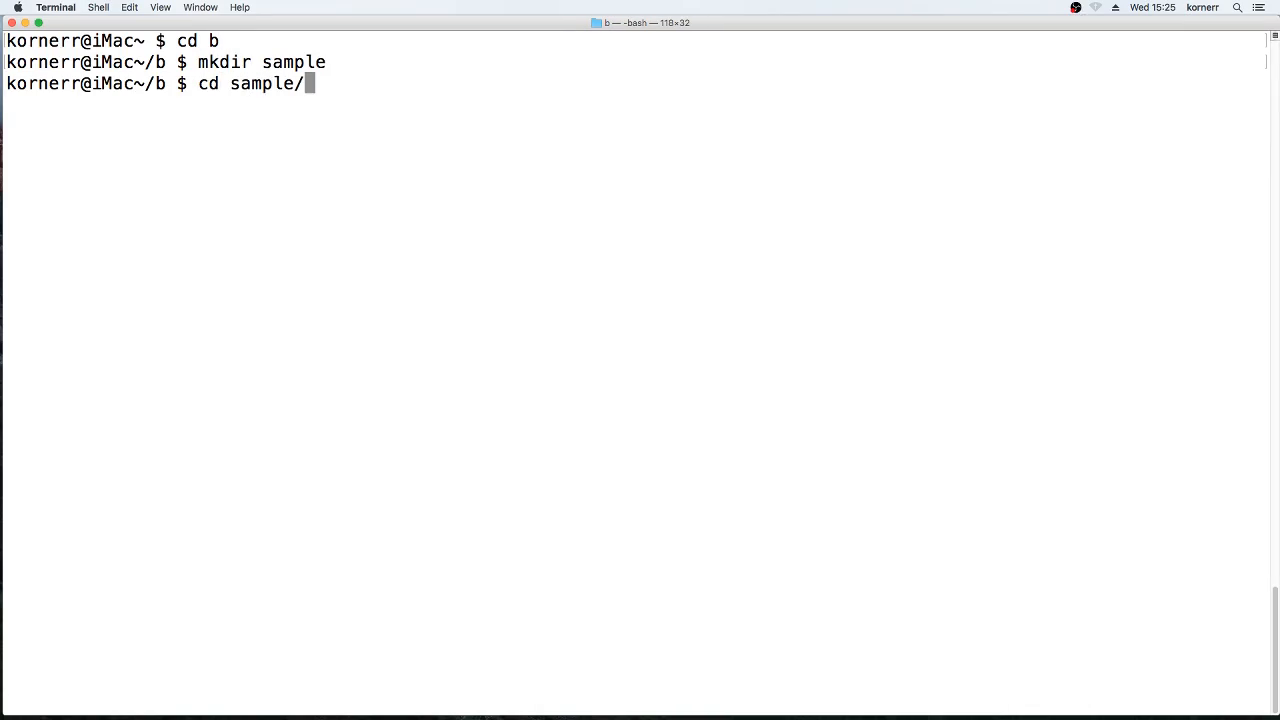 Terminal Shell Edit View Window Help Wed 15:25 kornerr
b — -bash — 118×32
kornerr@iMac~ $ cd b
kornerr@iMac~/b $ mkdir sample
kornerr@iMac~/b $ cd sample/